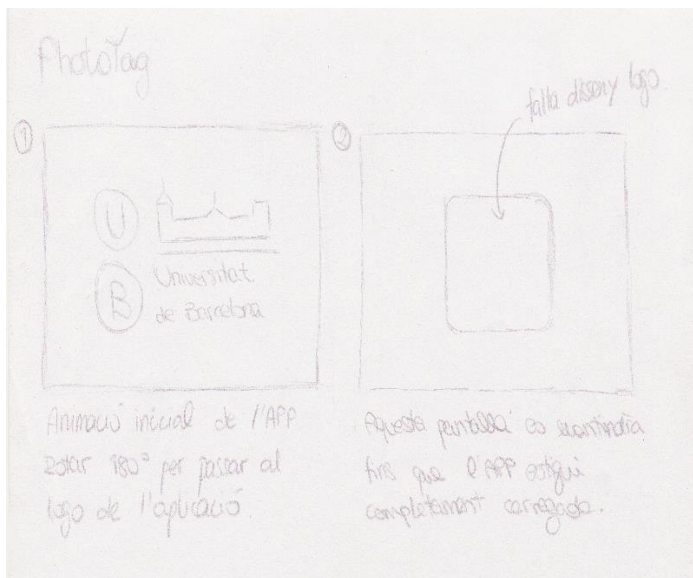 PhotoTag
falta disseny logo.
1
2
U
B
Universitat
de Barcelona
Animació inicial de l'APP
Rotar 180° per passar al
logo de l'aplicació.
Aquesta pantalla es mantindria
fins que l'APP estigui
completament carregada.